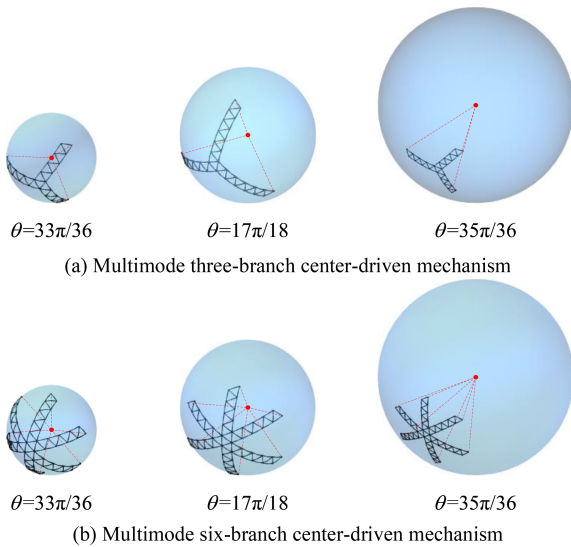 θ=33π/36 θ=17π/18 θ=35π/36
(a) Multimode three-branch center-driven mechanism
θ=33π/36 θ=17π/18 θ=35π/36
(b) Multimode six-branch center-driven mechanism